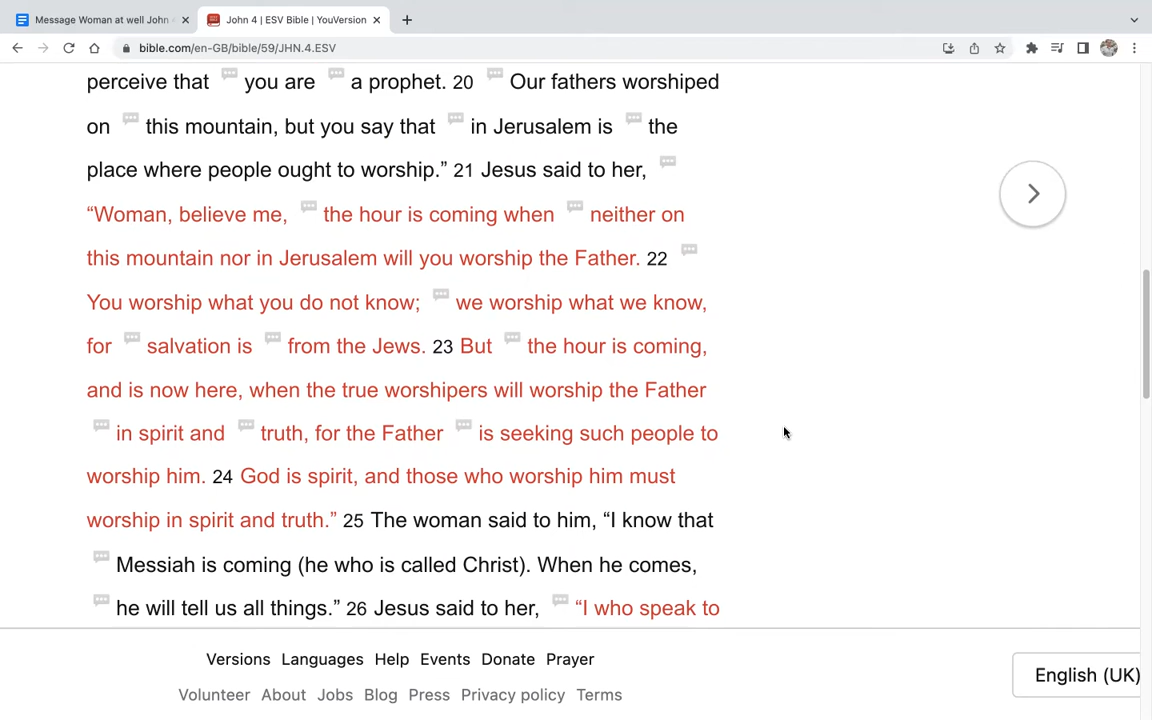 Message Woman at well John
John 4 | ESV Bible | YouVersion
bible.com/en-GB/bible/59/JHN.4.ESV
perceive that you are a prophet. 20 Our fathers worshiped
on this mountain, but you say that in Jerusalem is the
place where people ought to worship.” 21 Jesus said to her,
“Woman, believe me, the hour is coming when neither on
this mountain nor in Jerusalem will you worship the Father. 22
You worship what you do not know; we worship what we know,
for salvation is from the Jews. 23 But the hour is coming,
and is now here, when the true worshipers will worship the Father
in spirit and truth, for the Father is seeking such people to
worship him. 24 God is spirit, and those who worship him must
worship in spirit and truth.” 25 The woman said to him, “I know that
Messiah is coming (he who is called Christ). When he comes,
he will tell us all things.” 26 Jesus said to her, “I who speak to
Versions Languages Help Events Donate Prayer
English (UK)
Volunteer About Jobs Blog Press Privacy policy Terms